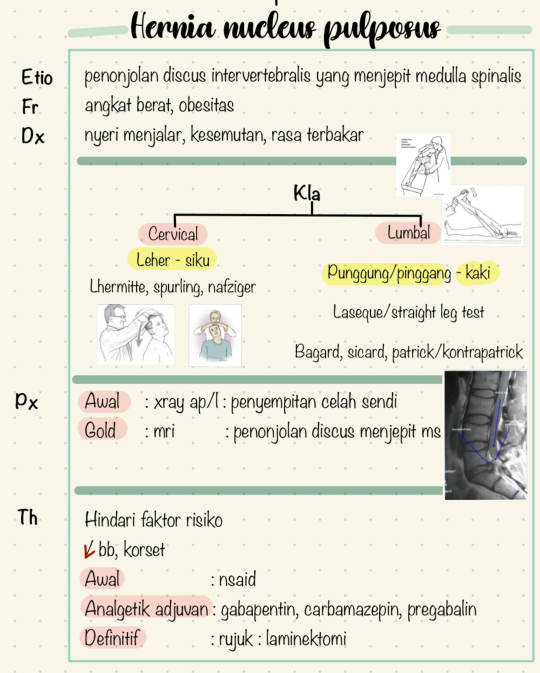 Hernia nucleus pulposus
Etio penonjolan discus intervertebralis yang menjepit medulla spinalis
Fr angkat berat, obesitas
Dx nyeri menjalar, kesemutan, rasa terbakar
Kla
Cervical Lumbal
Leher - siku Punggung/pinggang - kaki
Lhermitte, spurling, nafziger
Laseque/straight leg test
Bagard, sicard, patrick/kontrapatrick
Px Awal : xray ap/l : penyempitan celah sendi
Gold : mri : penonjolan discus menjepit ms
Th Hindari faktor risiko
↓ bb, korset
Awal : nsaid
Analgetik adjuvan : gabapentin, carbamazepin, pregabalin
Definitif : rujuk : laminektomi